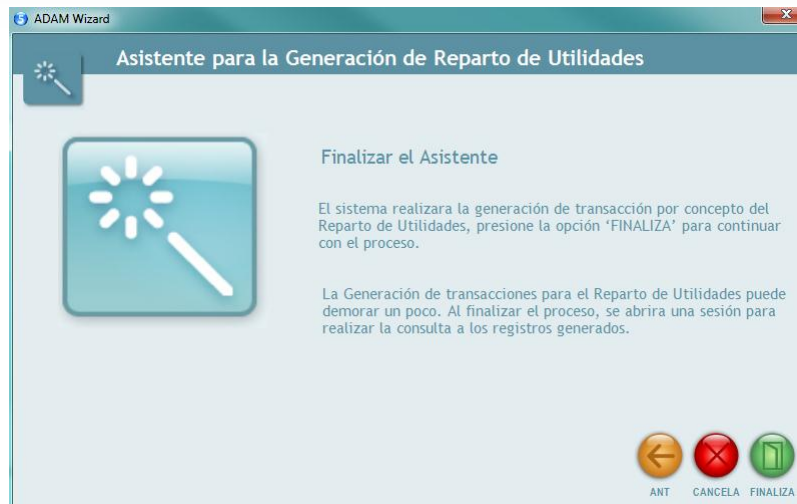 ADAM Wizard
Asistente para la Generación de Reparto de Utilidades
Finalizar el Asistente
El sistema realizara la generación de transacción por concepto del
Reparto de Utilidades, presione la opción ‘FINALIZA’ para continuar
con el proceso.
La Generación de transacciones para el Reparto de Utilidades puede
demorar un poco. Al finalizar el proceso, se abrira una sesión para
realizar la consulta a los registros generados.
ANT CANCELA FINALIZA